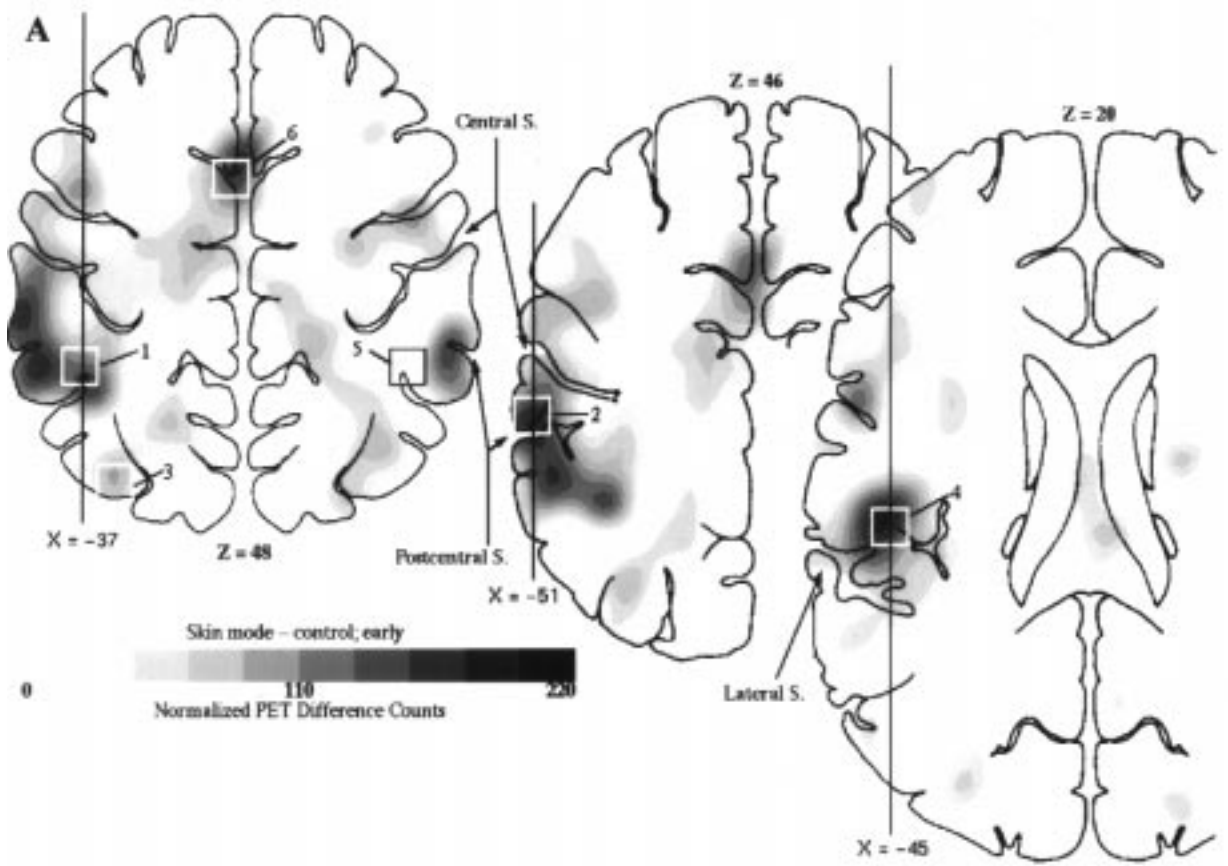 A
Z = 46
Z = 20
Central S.
6
1
5
2
3
4
X = -37
Z = 48
Postcentral S.
X = -51
Skin mode – control; early
0
110
220
Normalized PET Difference Counts
Lateral S.
X = -45